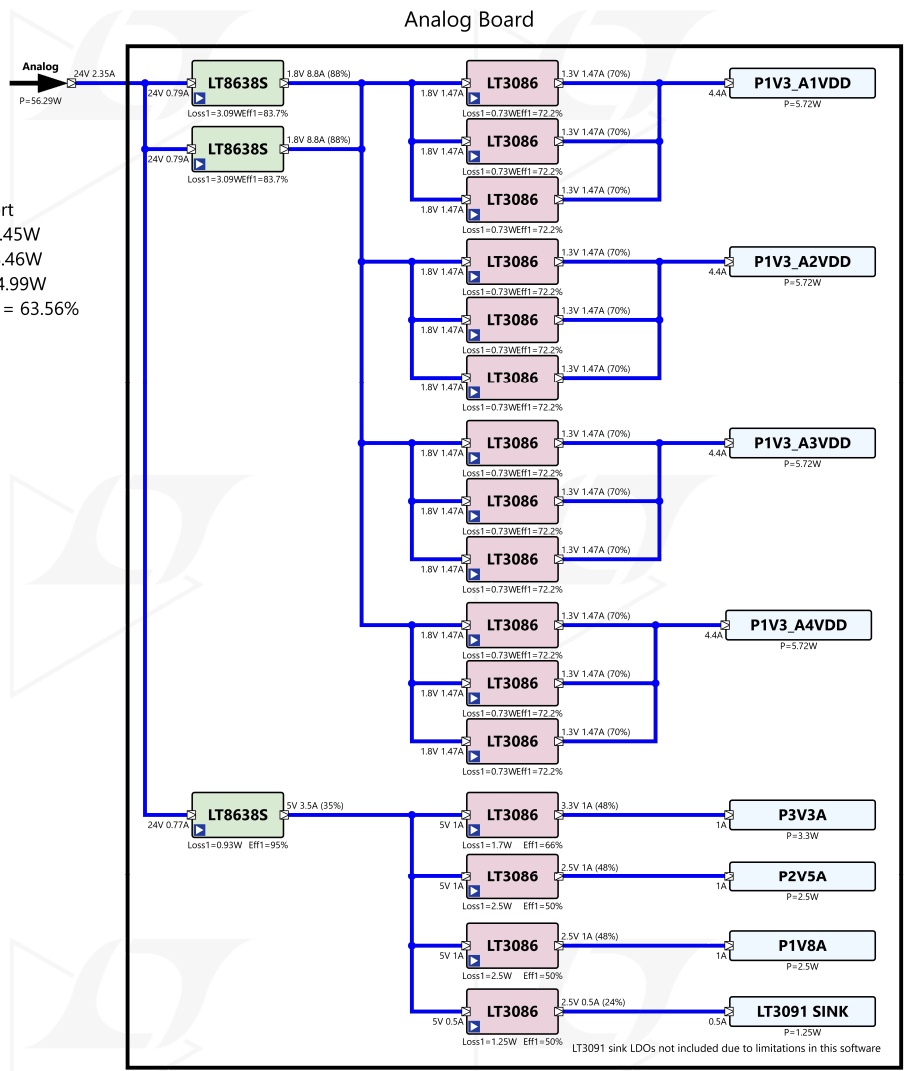 Analog Board
Analog
24V 2.35A
P=56.29W
rt
.45W
.46W
4.99W
= 63.56%
24V 0.79A
LT8638S
1.8V 8.8A (88%)
Loss1=3.09WEff1=83.7%
24V 0.79A
LT8638S
1.8V 8.8A (88%)
Loss1=3.09WEff1=83.7%
1.8V 1.47A
LT3086
1.3V 1.47A (70%)
Loss1=0.73WEff1=72.2%
1.8V 1.47A
LT3086
1.3V 1.47A (70%)
Loss1=0.73WEff1=72.2%
1.8V 1.47A
LT3086
1.3V 1.47A (70%)
Loss1=0.73WEff1=72.2%
4.4A
P1V3_A1VDD
P=5.72W
1.8V 1.47A
LT3086
1.3V 1.47A (70%)
Loss1=0.73WEff1=72.2%
1.8V 1.47A
LT3086
1.3V 1.47A (70%)
Loss1=0.73WEff1=72.2%
1.8V 1.47A
LT3086
1.3V 1.47A (70%)
Loss1=0.73WEff1=72.2%
4.4A
P1V3_A2VDD
P=5.72W
1.8V 1.47A
LT3086
1.3V 1.47A (70%)
Loss1=0.73WEff1=72.2%
1.8V 1.47A
LT3086
1.3V 1.47A (70%)
Loss1=0.73WEff1=72.2%
1.8V 1.47A
LT3086
1.3V 1.47A (70%)
Loss1=0.73WEff1=72.2%
4.4A
P1V3_A3VDD
P=5.72W
1.8V 1.47A
LT3086
1.3V 1.47A (70%)
Loss1=0.73WEff1=72.2%
1.8V 1.47A
LT3086
1.3V 1.47A (70%)
Loss1=0.73WEff1=72.2%
1.8V 1.47A
LT3086
1.3V 1.47A (70%)
Loss1=0.73WEff1=72.2%
4.4A
P1V3_A4VDD
P=5.72W
24V 0.77A
LT8638S
5V 3.5A (35%)
Loss1=0.93W Eff1=95%
5V 1A
LT3086
3.3V 1A (48%)
Loss1=1.7W Eff1=66%
1A
P3V3A
P=3.3W
5V 1A
LT3086
2.5V 1A (48%)
Loss1=2.5W Eff1=50%
1A
P2V5A
P=2.5W
5V 1A
LT3086
2.5V 1A (48%)
Loss1=2.5W Eff1=50%
1A
P1V8A
P=2.5W
5V 0.5A
LT3086
2.5V 0.5A (24%)
Loss1=1.25W Eff1=50%
0.5A
LT3091 SINK
P=1.25W
LT3091 sink LDOs not included due to limitations in this software